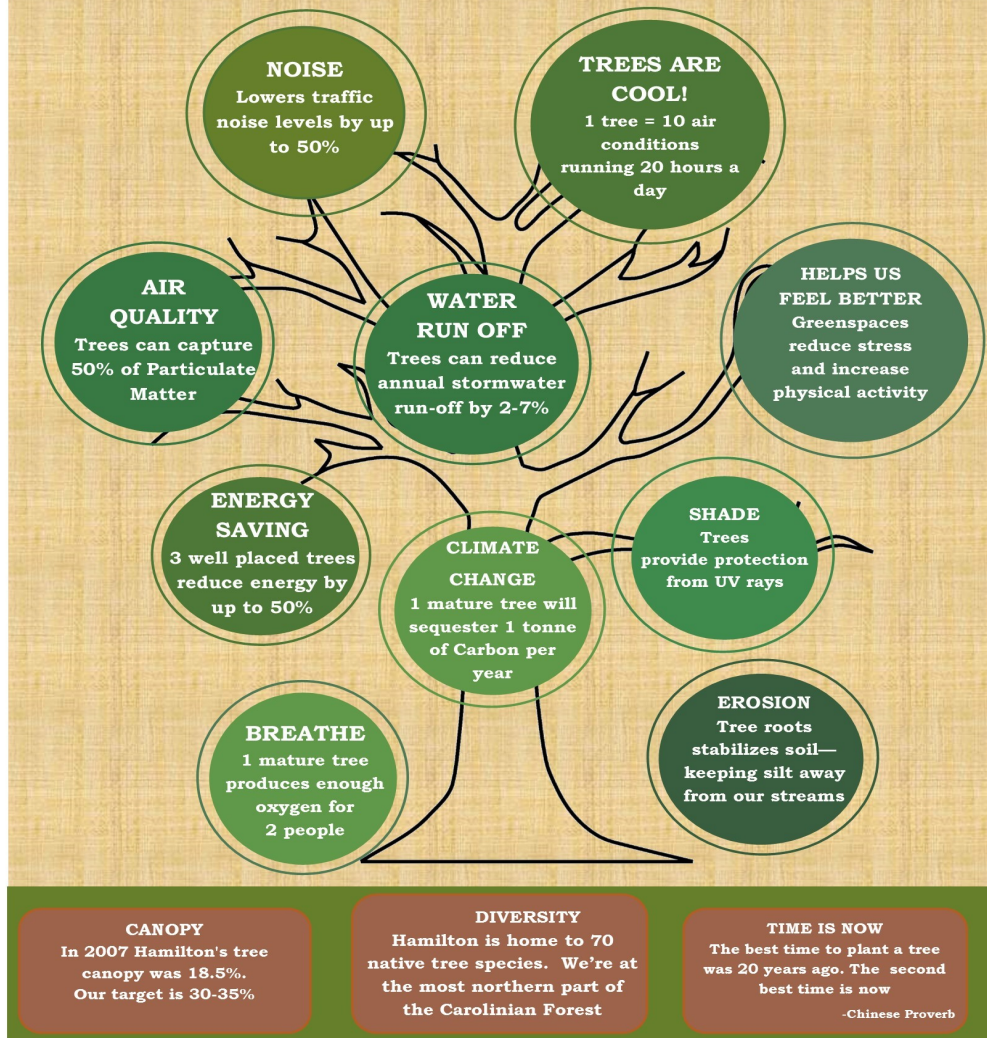 NOISE
Lowers traffic
noise levels by up
to 50%
TREES ARE
COOL!
1 tree = 10 air
conditions
running 20 hours a
day
AIR
QUALITY
Trees can capture
50% of Particulate
Matter
WATER
RUN OFF
Trees can reduce
annual stormwater
run-off by 2-7%
HELPS US
FEEL BETTER
Greenspaces
reduce stress
and increase
physical activity
ENERGY
SAVING
3 well placed trees
reduce energy by
up to 50%
CLIMATE
CHANGE
1 mature tree will
sequester 1 tonne
of Carbon per
year
SHADE
Trees
provide protection
from UV rays
BREATHE
1 mature tree
produces enough
oxygen for
2 people
EROSION
Tree roots
stabilizes soil—
keeping silt away
from our streams
CANOPY
In 2007 Hamilton's tree
canopy was 18.5%.
Our target is 30-35%
DIVERSITY
Hamilton is home to 70
native tree species.  We're at
the most northern part of
the Carolinian Forest
TIME IS NOW
The best time to plant a tree
was 20 years ago. The  second
best time is now
-Chinese Proverb